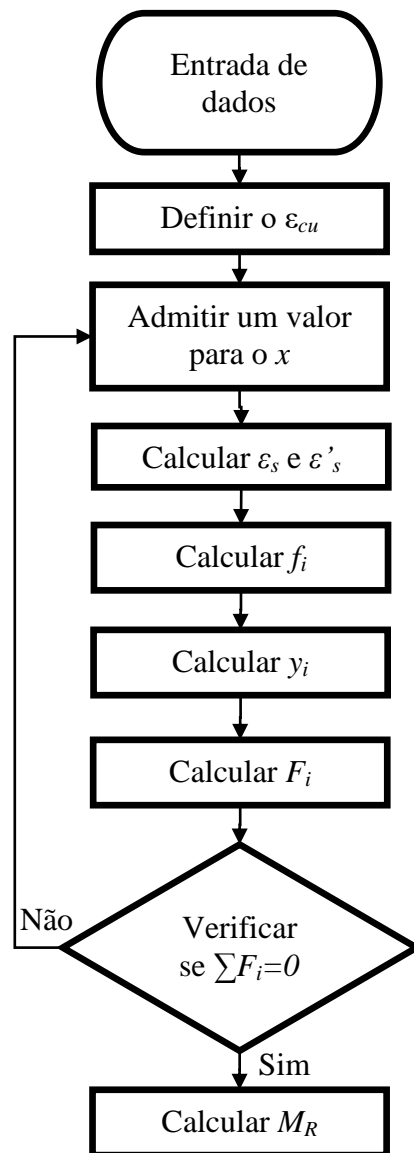 Entrada de
dados
Definir o εcu
Admitir um valor
para o x
Calcular εs e ε’s
Calcular fi
Calcular yi
Calcular Fi
Não
Verificar
se ∑Fi=0
Sim
Calcular MR